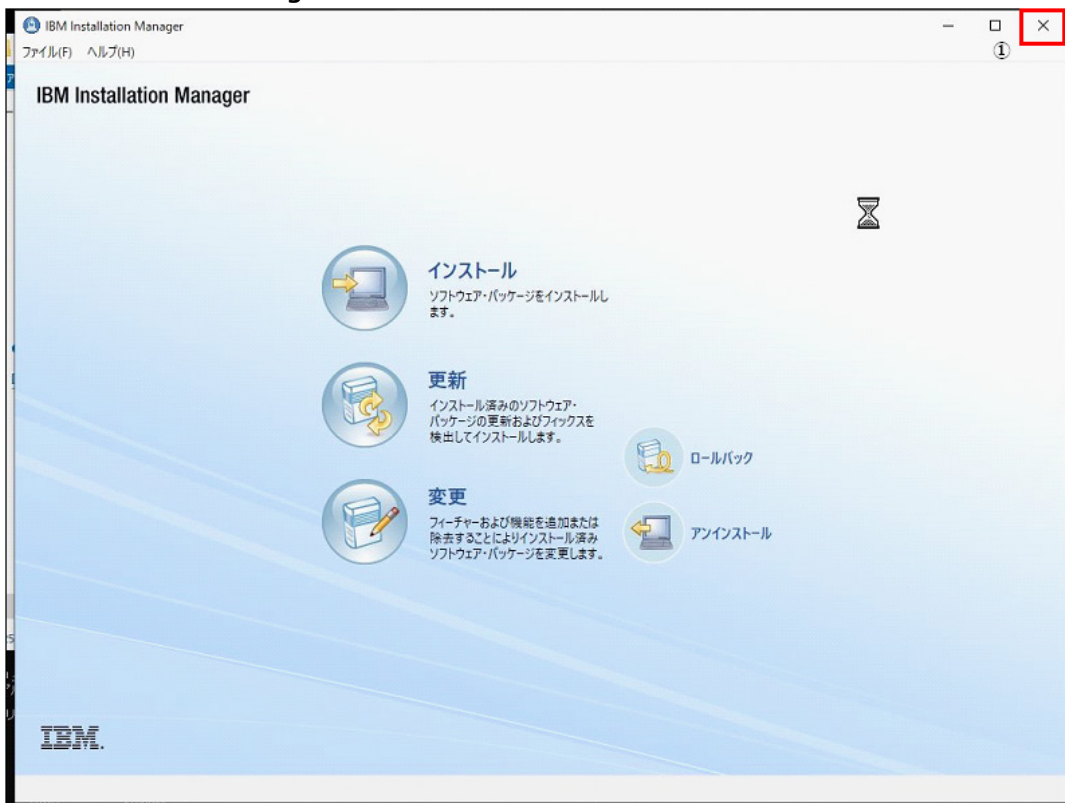 IBM Installation Manager
ファイル(F) ヘルプ(H)
①
IBM Installation Manager
インストール
ソフトウェア・パッケージをインストールし
ます。
更新
インストール済みのソフトウェア・
パッケージの更新およびフィックスを
検出してインストールします。
ロールバック
変更
フィーチャーおよび機能を追加または
除去することによりインストール済み
ソフトウェア・パッケージを変更します。
アンインストール
IBM.